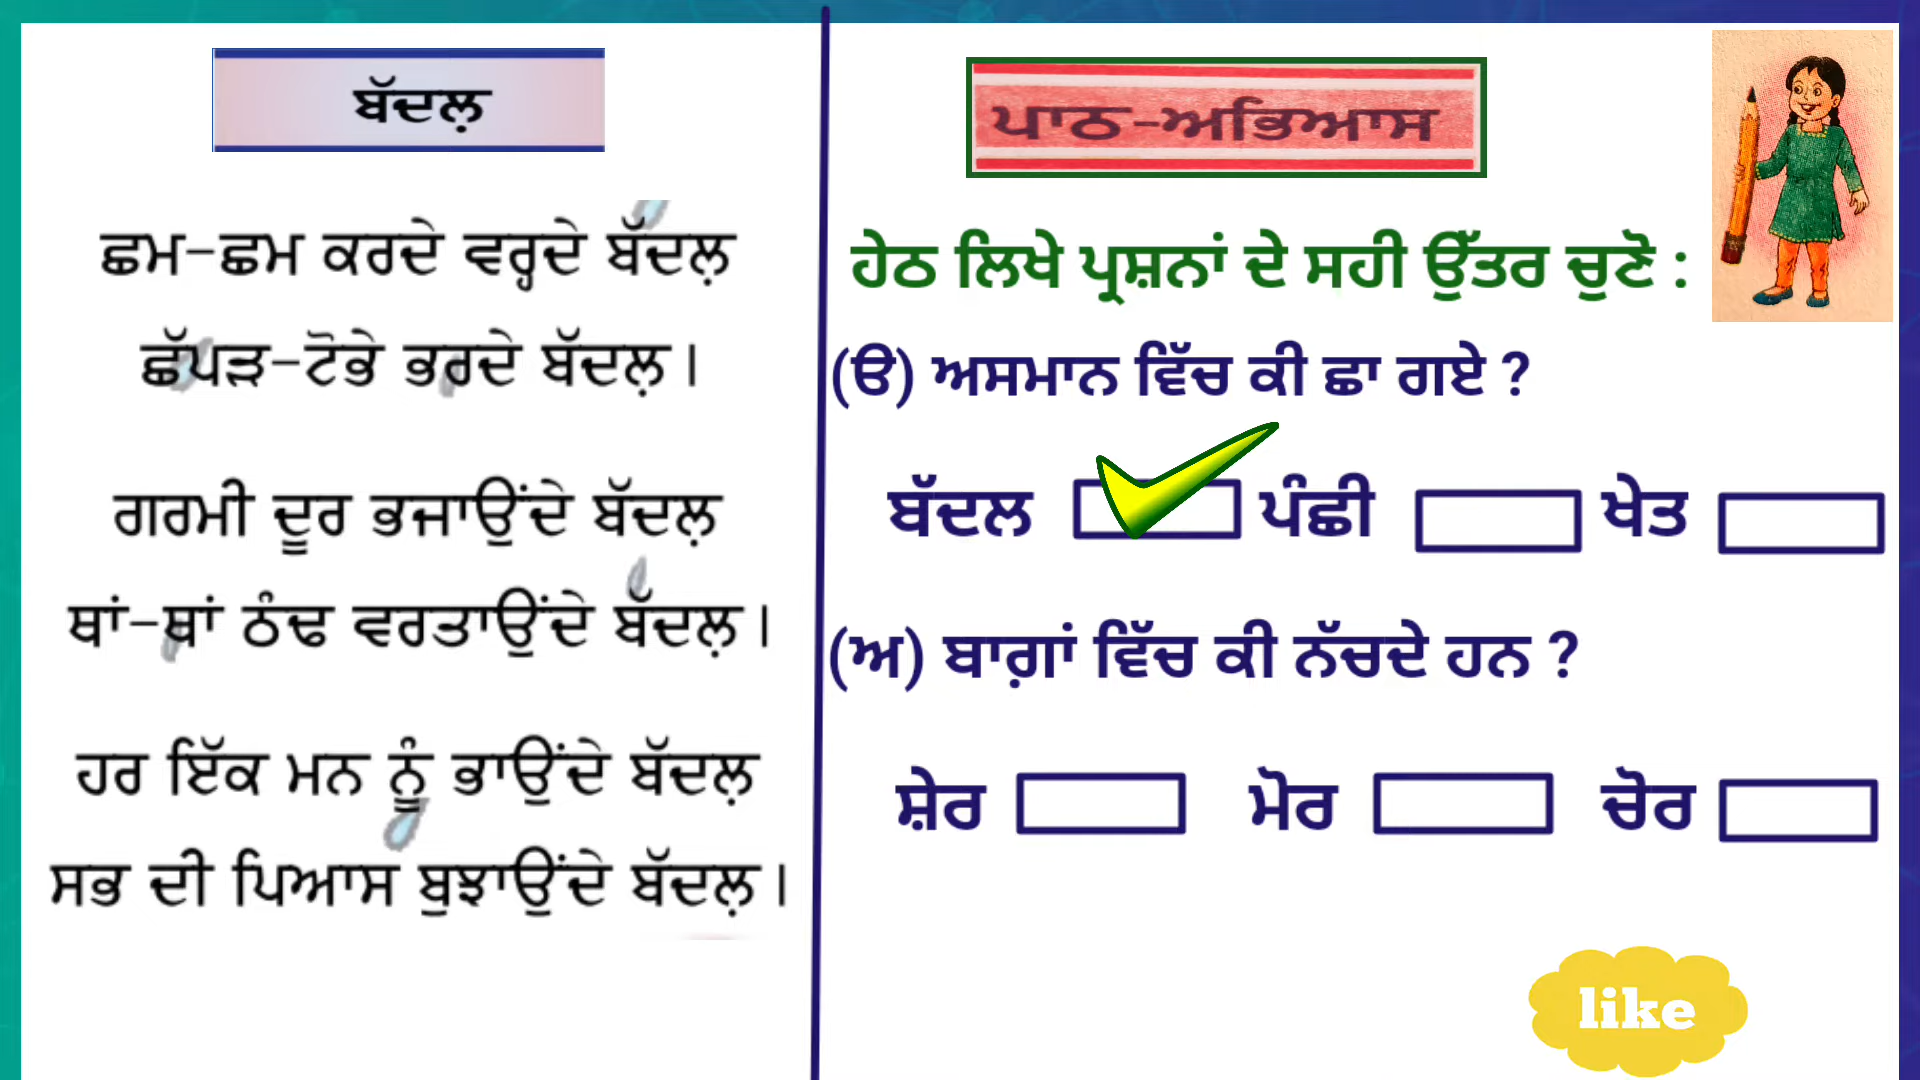 ਬੱਦਲ਼
ਛਮ-ਛਮ ਕਰਦੇ ਵਰ੍ਹਦੇ ਬੱਦਲ਼
ਛੱਪੜ-ਟੋਭੇ ਭਰਦੇ ਬੱਦਲ਼।
ਗਰਮੀ ਦੂਰ ਭਜਾਉਂਦੇ ਬੱਦਲ਼
ਥਾਂ-ਥਾਂ ਠੰਢ ਵਰਤਾਉਂਦੇ ਬੱਦਲ਼।
ਹਰ ਇੱਕ ਮਨ ਨੂੰ ਭਾਉਂਦੇ ਬੱਦਲ਼
ਸਭ ਦੀ ਪਿਆਸ ਬੁਝਾਉਂਦੇ ਬੱਦਲ਼।
ਪਾਠ-ਅਭਿਆਸ
ਹੇਠ ਲਿਖੇ ਪ੍ਰਸ਼ਨਾਂ ਦੇ ਸਹੀ ਉੱਤਰ ਚੁਣੋ :
(ੳ) ਅਸਮਾਨ ਵਿੱਚ ਕੀ ਛਾ ਗਏ ?
ਬੱਦਲ ਪੰਛੀ ਖੇਤ
(ਅ) ਬਾਗ਼ਾਂ ਵਿੱਚ ਕੀ ਨੱਚਦੇ ਹਨ ?
ਸ਼ੇਰ ਮੋਰ ਚੋਰ
like